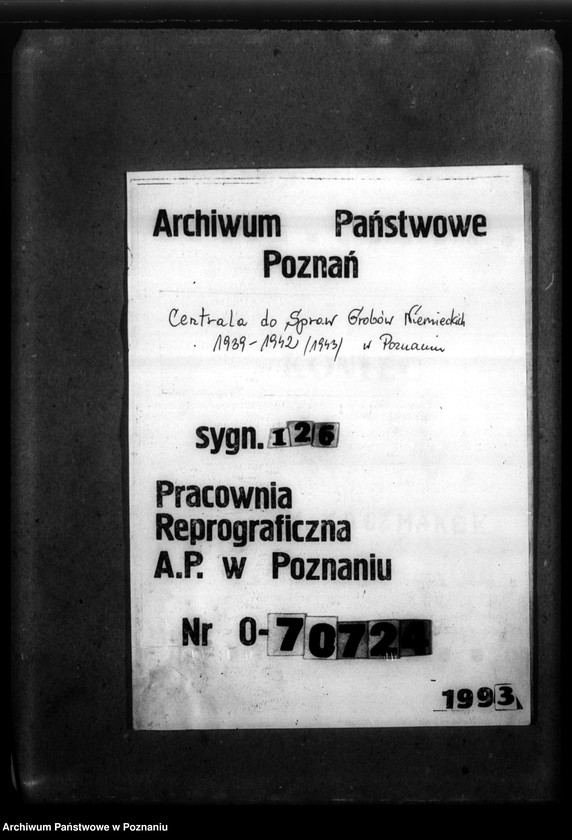 Archiwum Państwowe
Poznań
Centrala do Spraw Grobów Niemieckich
1939-1942 /1943/ w Poznaniu
sygn. 126
Pracownia
Reprograficzna
A.P. w Poznaniu
Nr 0-70724
1993
Archiwum Państwowe w Poznaniu